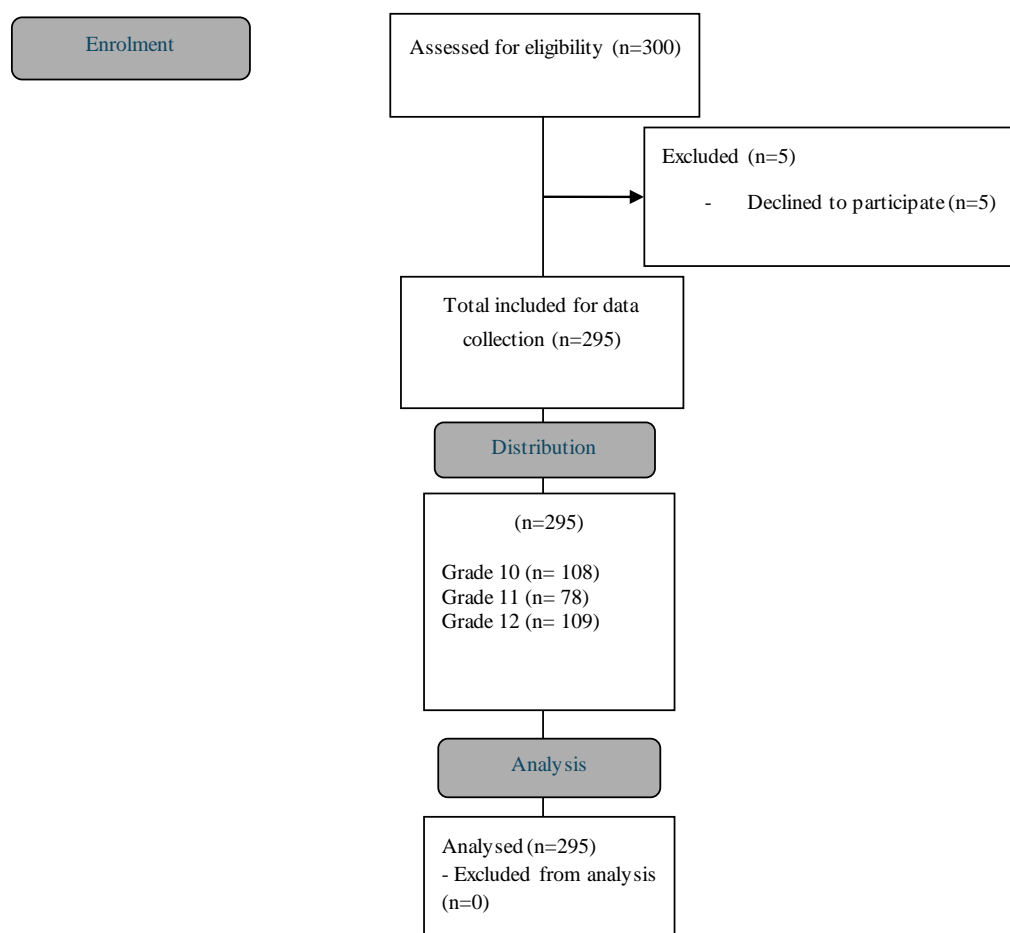 Enrolment
Assessed for eligibility (n=300)
Excluded (n=5)
- Declined to participate (n=5)
Total included for data
collection (n=295)
Distribution
(n=295)
Grade 10 (n= 108)
Grade 11 (n= 78)
Grade 12 (n= 109)
Analysis
Analysed (n=295)
- Excluded from analysis
(n=0)